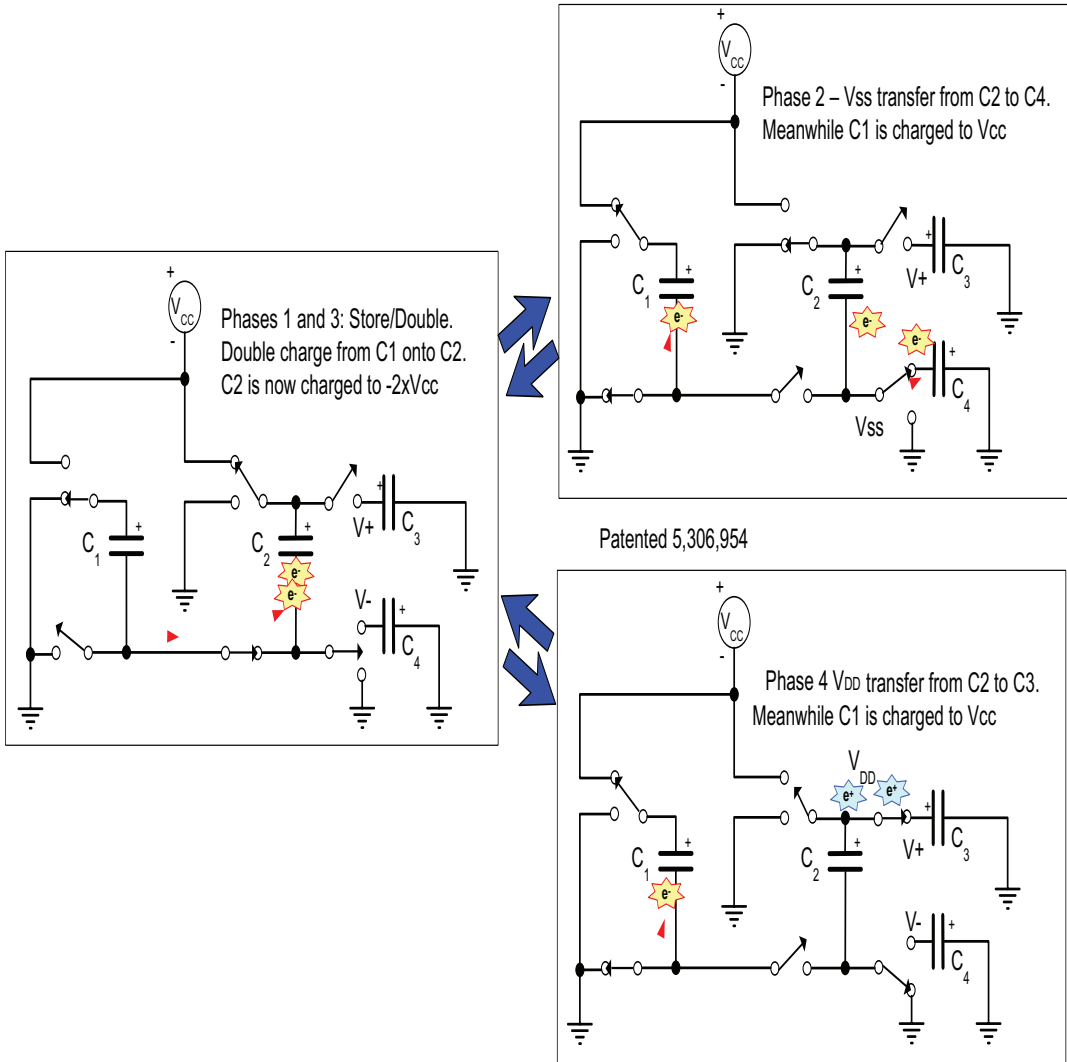 +
VCC
-
Phases 1 and 3: Store/Double.
Double charge from C1 onto C2.
C2 is now charged to -2xVcc
C1
+
C2
+
e-
e-
V+
+
C3
V-
+
C4
+
VCC
-
Phase 2 – Vss transfer from C2 to C4.
Meanwhile C1 is charged to Vcc
C1
+
e-
C2
+
e-
V+
+
C3
e-
+
C4
Vss
Patented 5,306,954
+
VCC
-
Phase 4 VDD transfer from C2 to C3.
Meanwhile C1 is charged to Vcc
VDD
e+
e+
C1
+
e-
C2
+
V+
+
C3
V-
+
C4